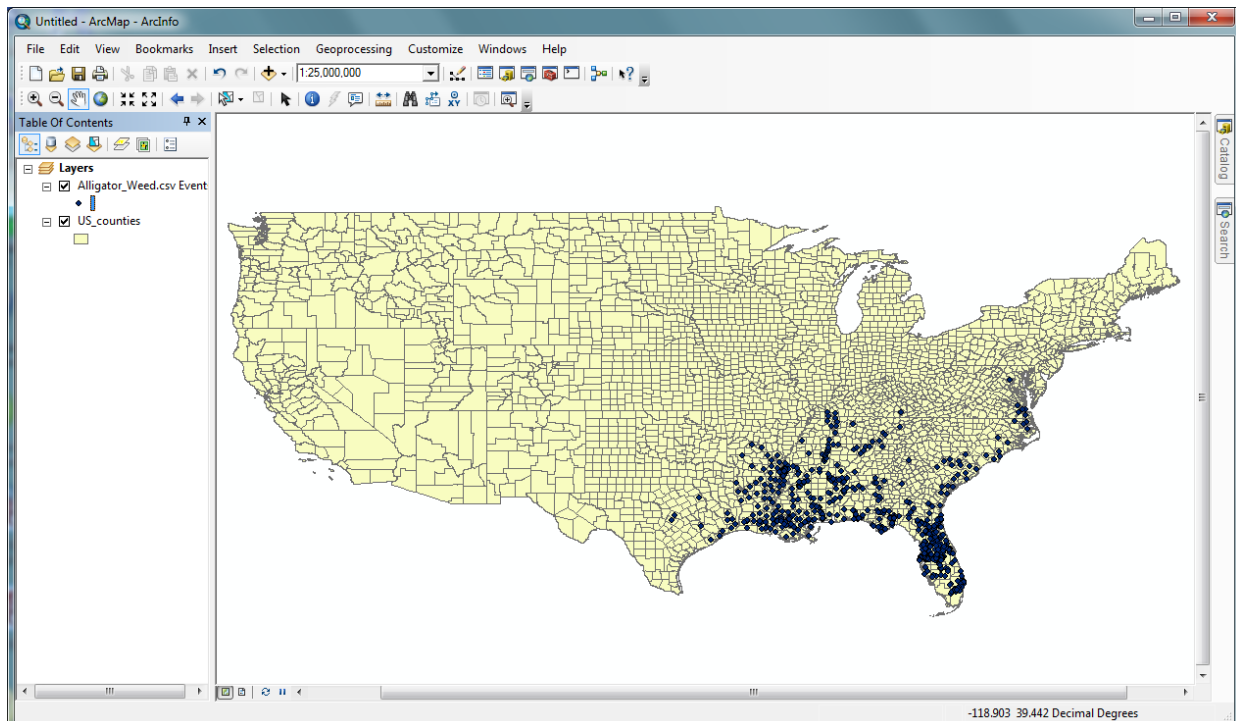 Untitled - ArcMap - ArcInfo
File Edit View Bookmarks Insert Selection Geoprocessing Customize Windows Help
1:25,000,000
Table Of Contents
Layers
Alligator_Weed.csv Event
US_counties
Catalog
Search
-118.903 39.442 Decimal Degrees